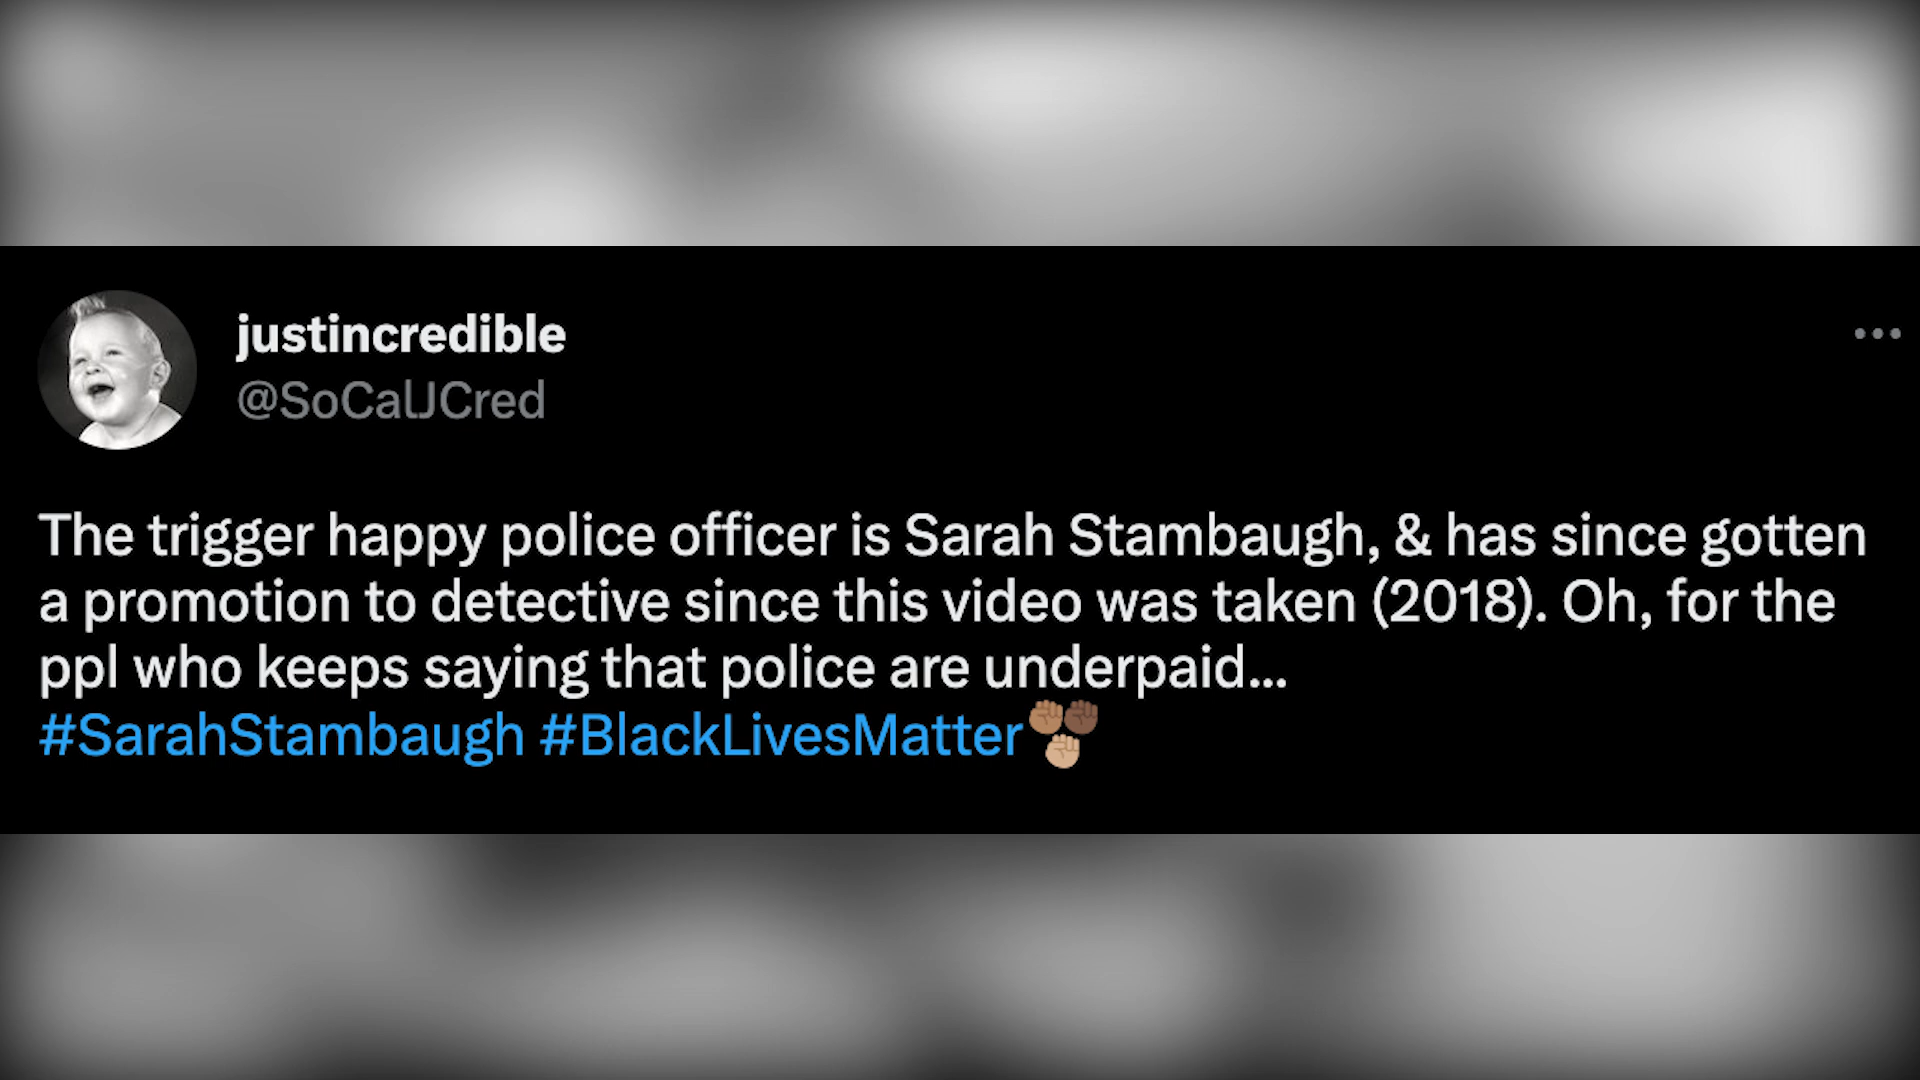 justincredible
@SoCalJCred
The trigger happy police officer is Sarah Stambaugh, & has since gotten
a promotion to detective since this video was taken (2018). Oh, for the
ppl who keeps saying that police are underpaid...
#SarahStambaugh #BlackLivesMatter✊🏽✊🏿✊🏼